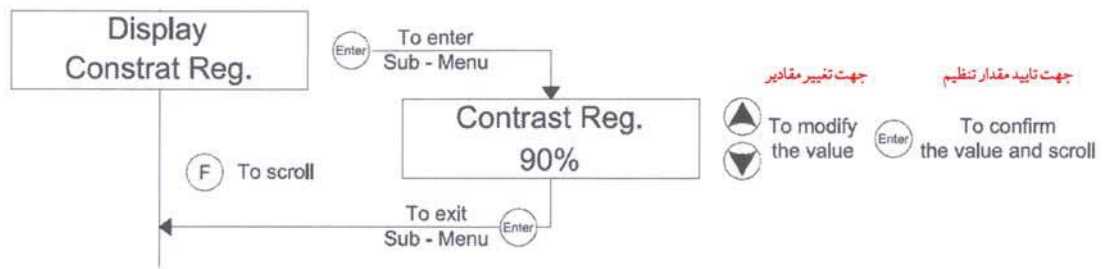 Display
Constrat Reg.
Enter
To enter
Sub - Menu
جهت تغییر مقادیر
جهت تایید مقدار تنظیم
Contrast Reg.
90%
To modify
the value
Enter
To confirm
the value and scroll
F
To scroll
To exit
Sub - Menu
Enter